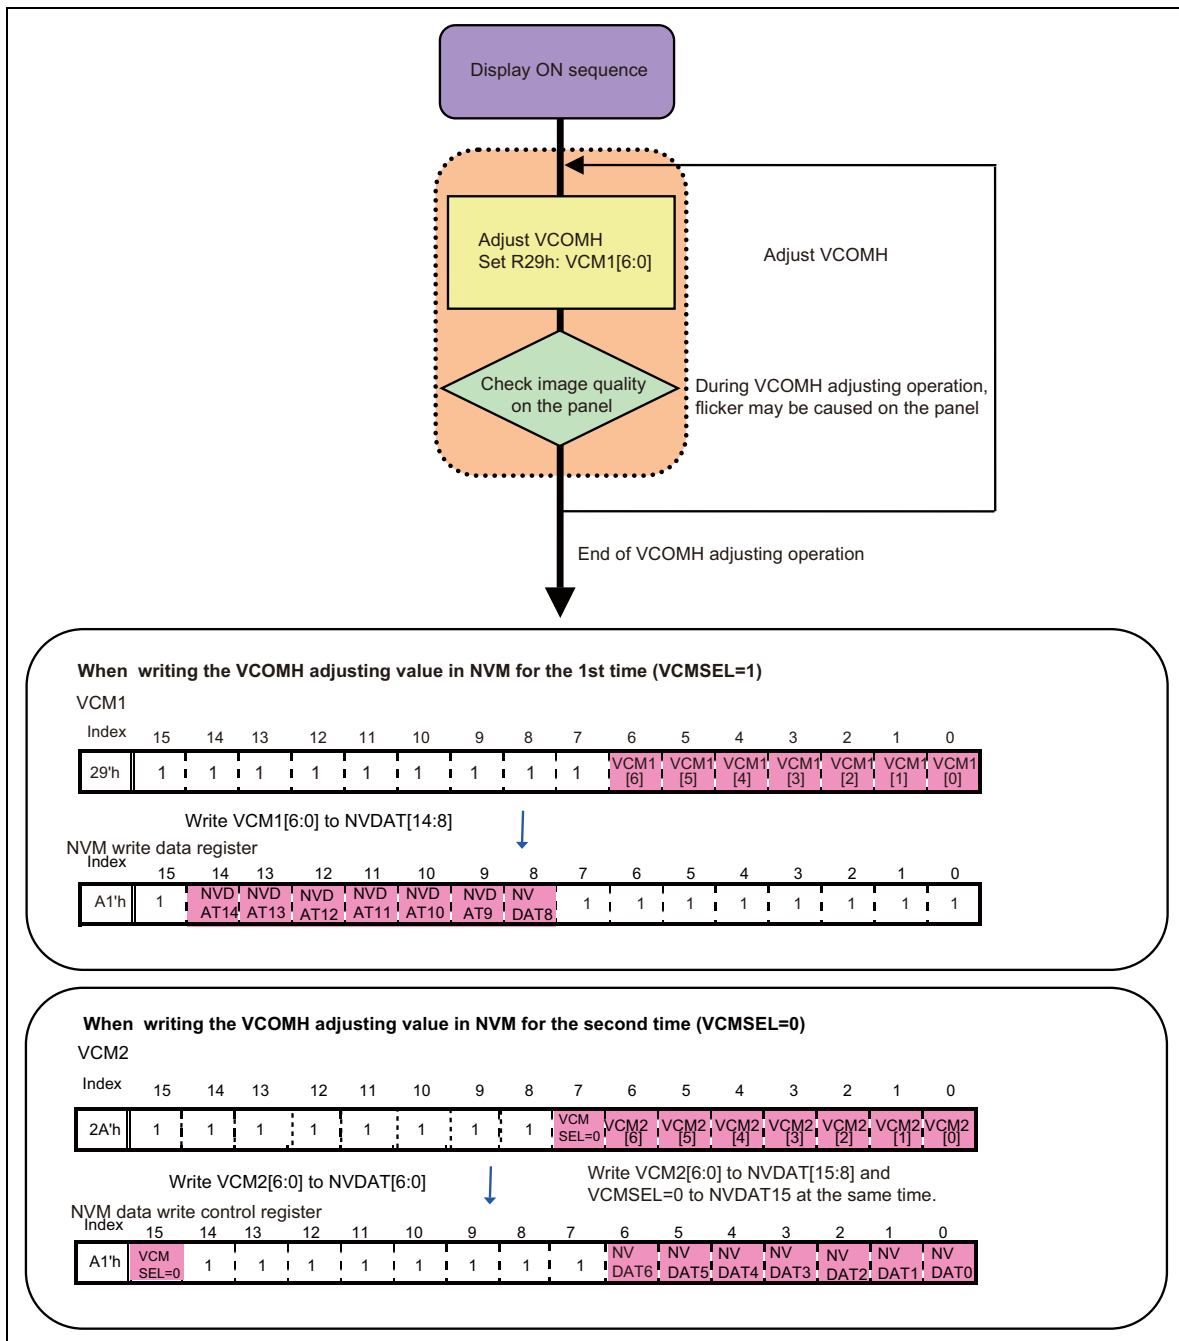 Display ON sequence
Adjust VCOMH
Set R29h: VCM1[6:0]
Adjust VCOMH
Check image quality
on the panel
During VCOMH adjusting operation,
flicker may be caused on the panel
End of VCOMH adjusting operation
When writing the VCOMH adjusting value in NVM for the 1st time (VCMSEL=1)
VCM1
Index 15 14 13 12 11 10 9 8 7 6 5 4 3 2 1 0
29'h 1 1 1 1 1 1 1 1 1 VCM1 [6] VCM1 [5] VCM1 [4] VCM1 [3] VCM1 [2] VCM1 [1] VCM1 [0]
Write VCM1[6:0] to NVDAT[14:8]
NVM write data register
Index 15 14 13 12 11 10 9 8 7 6 5 4 3 2 1 0
A1'h 1 NVD AT14 NVD AT13 NVD AT12 NVD AT11 NVD AT10 NVD AT9 NV DAT8 1 1 1 1 1 1 1 1
When writing the VCOMH adjusting value in NVM for the second time (VCMSEL=0)
VCM2
Index 15 14 13 12 11 10 9 8 7 6 5 4 3 2 1 0
2A'h 1 1 1 1 1 1 1 1 VCM SEL=0 VCM2 [6] VCM2 [5] VCM2 [4] VCM2 [3] VCM2 [2] VCM2 [1] VCM2 [0]
Write VCM2[6:0] to NVDAT[6:0]
Write VCM2[6:0] to NVDAT[15:8] and
VCMSEL=0 to NVDAT15 at the same time.
NVM data write control register
Index 15 14 13 12 11 10 9 8 7 6 5 4 3 2 1 0
A1'h VCM SEL=0 1 1 1 1 1 1 1 1 NV DAT6 NV DAT5 NV DAT4 NV DAT3 NV DAT2 NV DAT1 NV DAT0